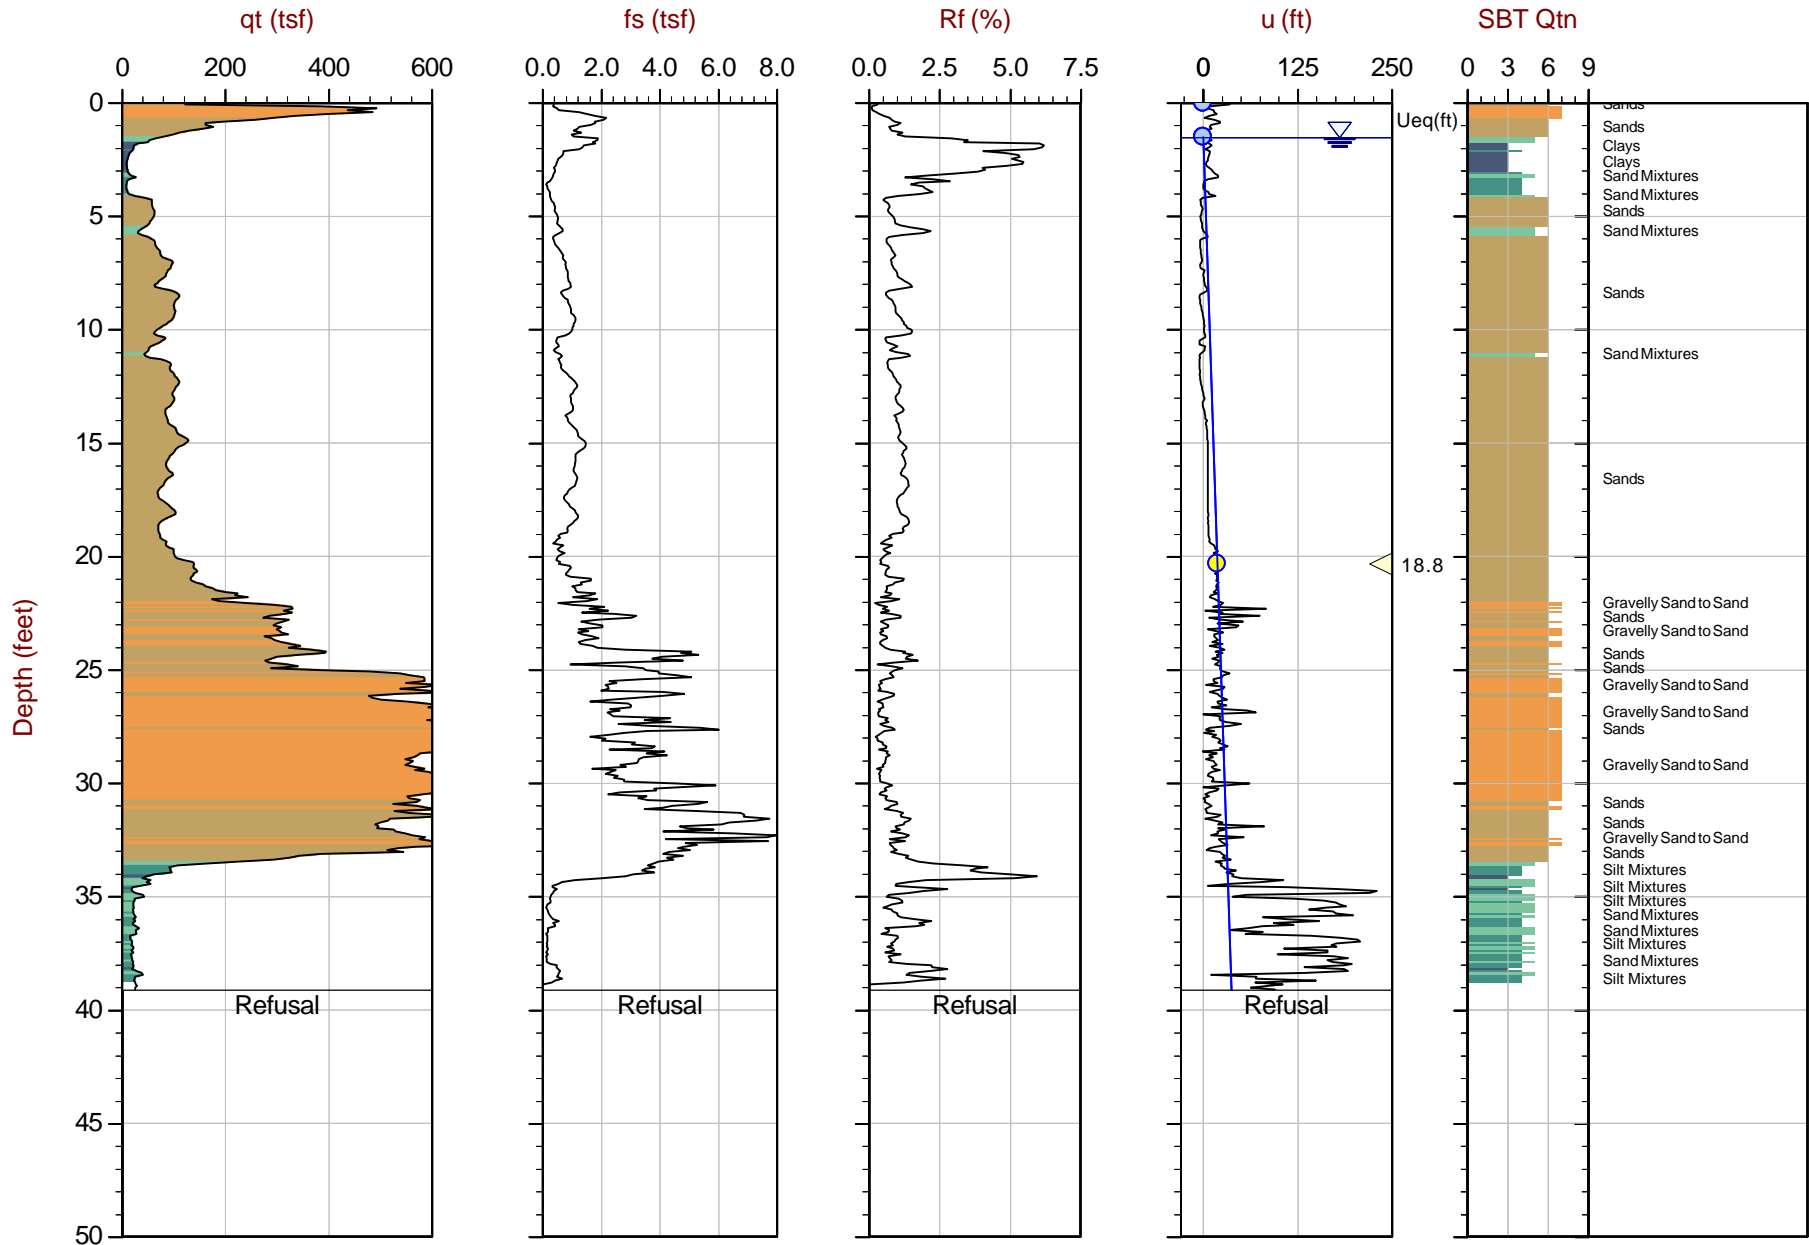 qt (tsf) fs (tsf) Rf (%) u (ft) SBT Qtn
0 200 400 600 0.0 2.0 4.0 6.0 8.0 0.0 2.5 5.0 7.5 0 125 250 0 3 6 9
0
Sands
Ueq(ft)
Sands
Clays
Clays
Sand Mixtures
Sand Mixtures
Sands
5
Sand Mixtures
Sands
10
Sand Mixtures
15
Sands
20
18.8
Gravelly Sand to Sand
Sands
Gravelly Sand to Sand
Sands
Sands
25
Gravelly Sand to Sand
Depth (feet)
Gravelly Sand to Sand
Sands
Gravelly Sand to Sand
30
Sands
Sands
Gravelly Sand to Sand
Sands
Silt Mixtures
Silt Mixtures
35
Silt Mixtures
Sand Mixtures
Sand Mixtures
Silt Mixtures
Sand Mixtures
Silt Mixtures
Refusal Refusal Refusal Refusal
40
45
50